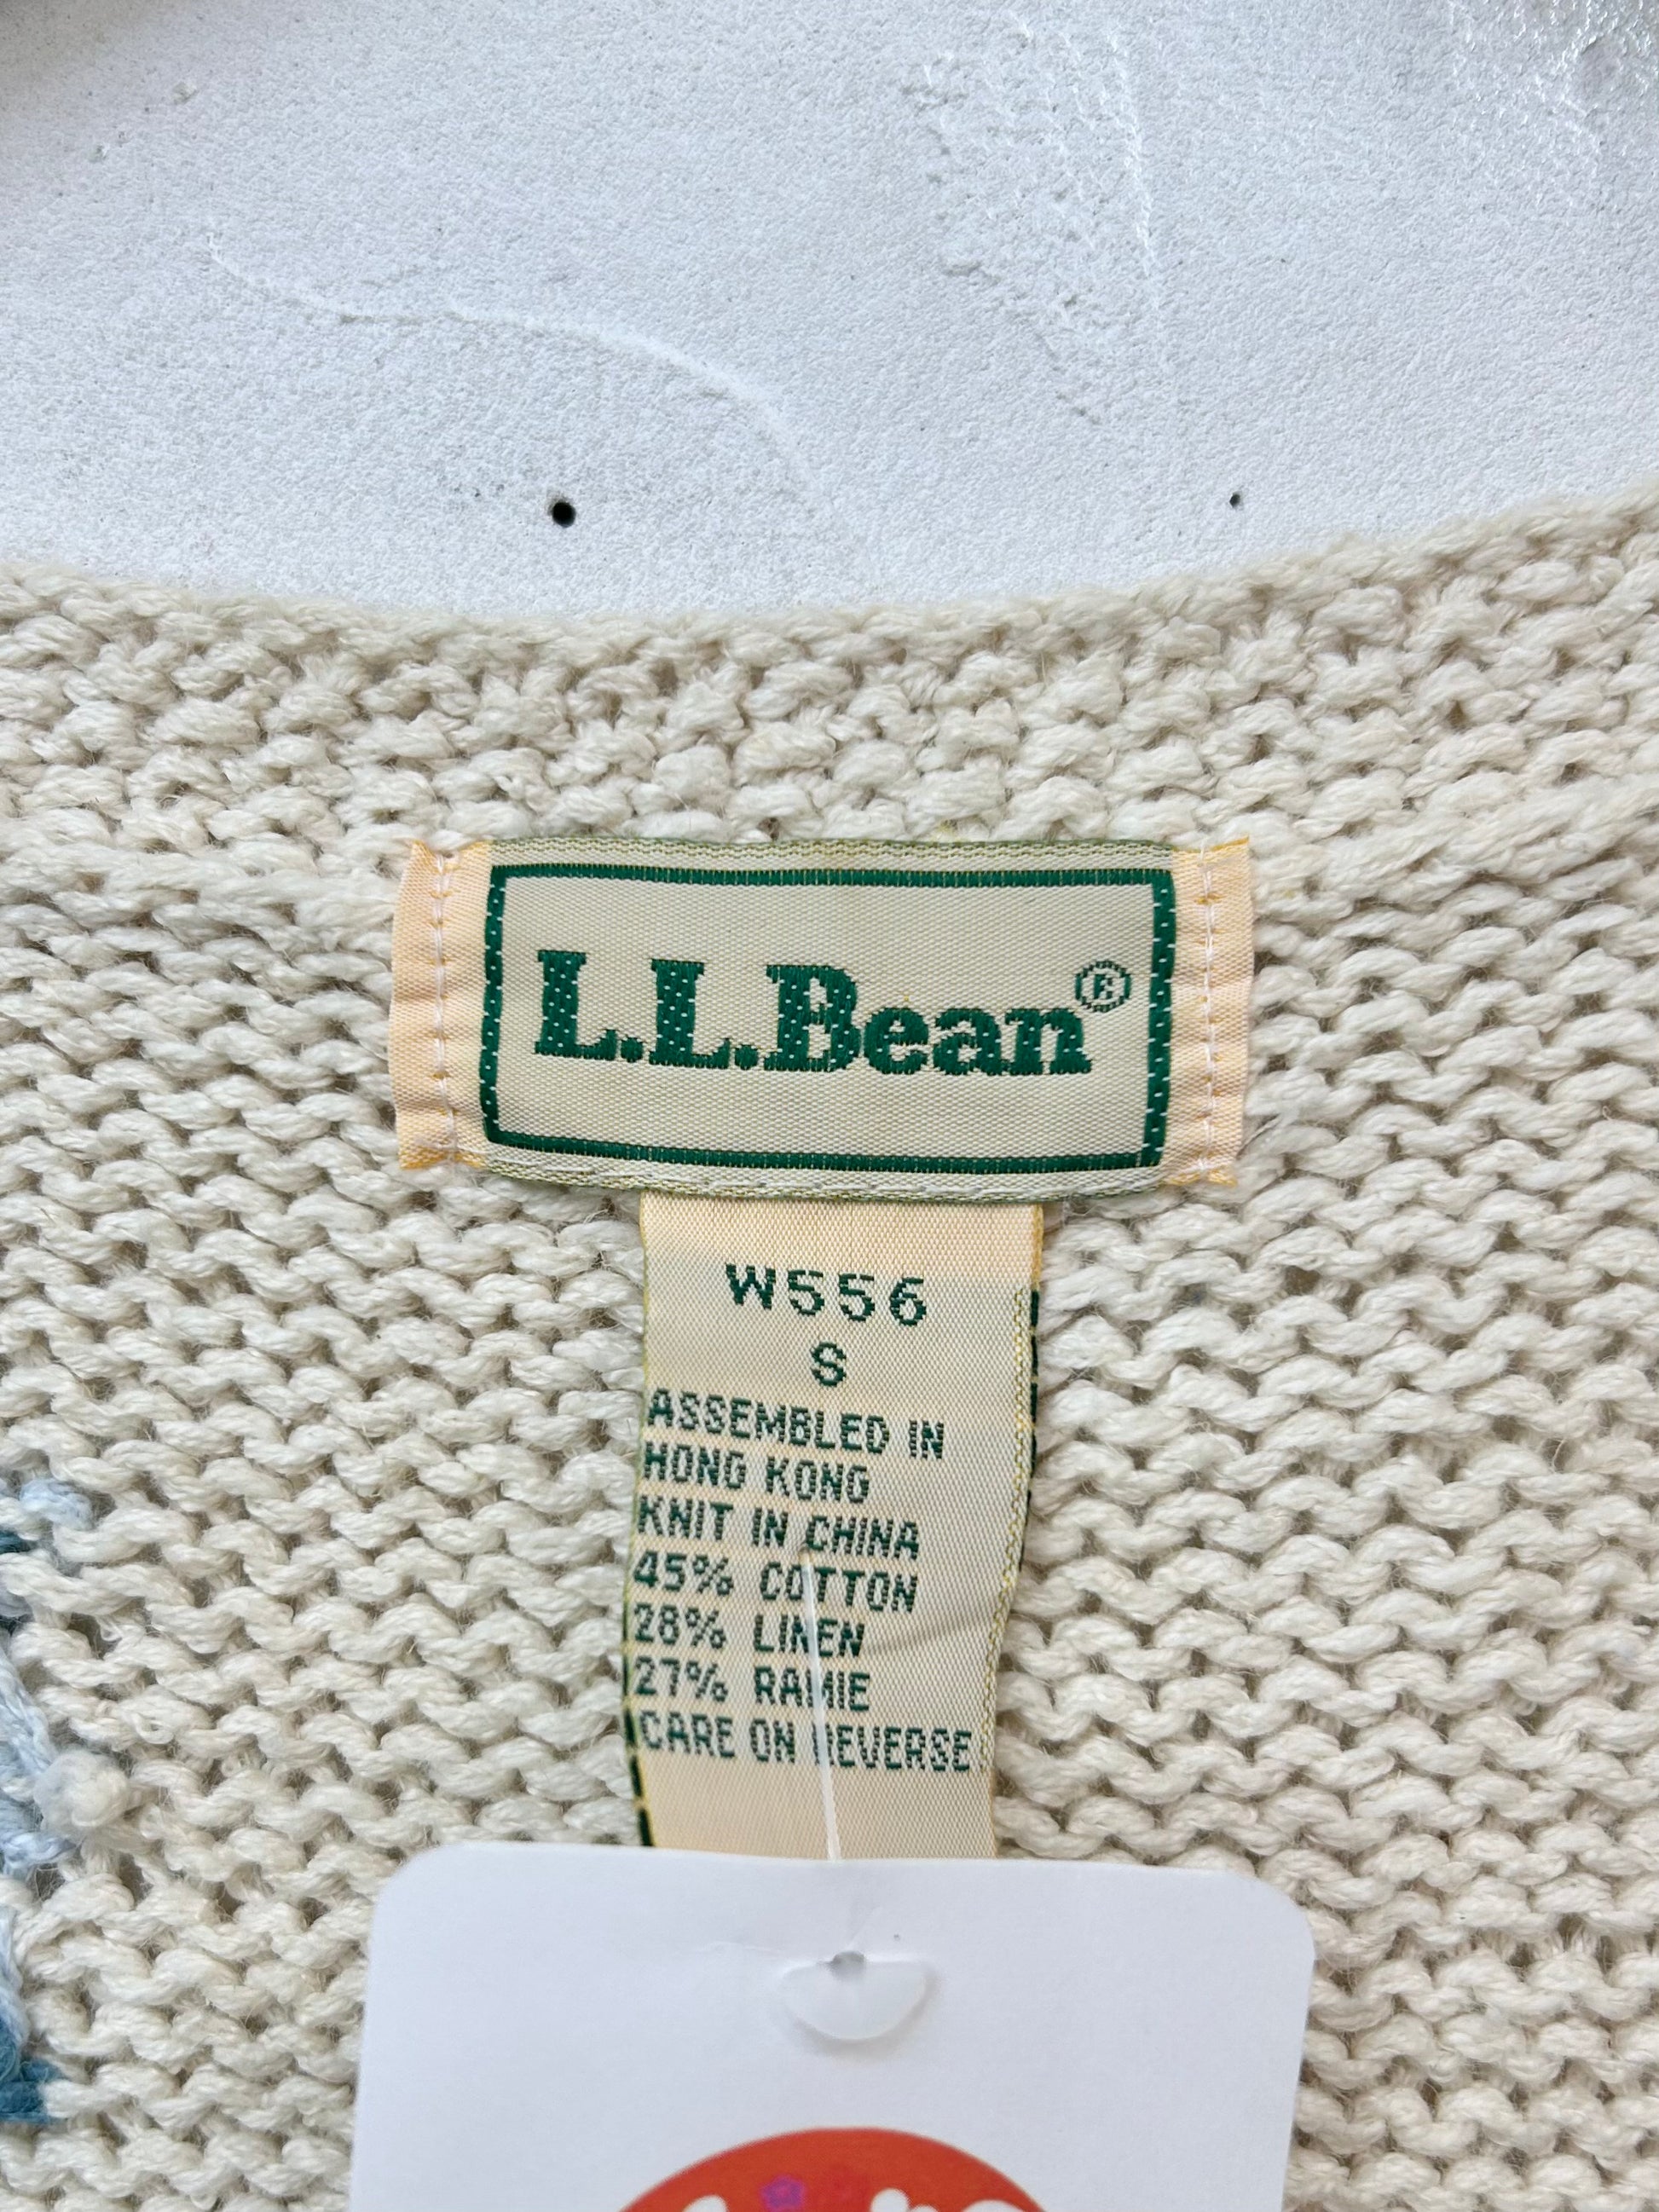 L.L.Bean®
W556
S
ASSEMBLED IN
HONG KONG
KNIT IN CHINA
45% COTTON
28% LINEN
27% RAMIE
CARE ON REVERSE